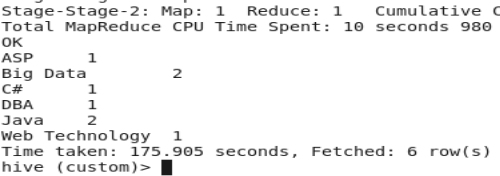 Stage-Stage-2: Map: 1  Reduce: 1   Cumulative C
Total MapReduce CPU Time Spent: 10 seconds 980
OK
ASP     1
Big Data        2
C#      1
DBA     1
Java    2
Web Technology  1
Time taken: 175.905 seconds, Fetched: 6 row(s)
hive (custom)>